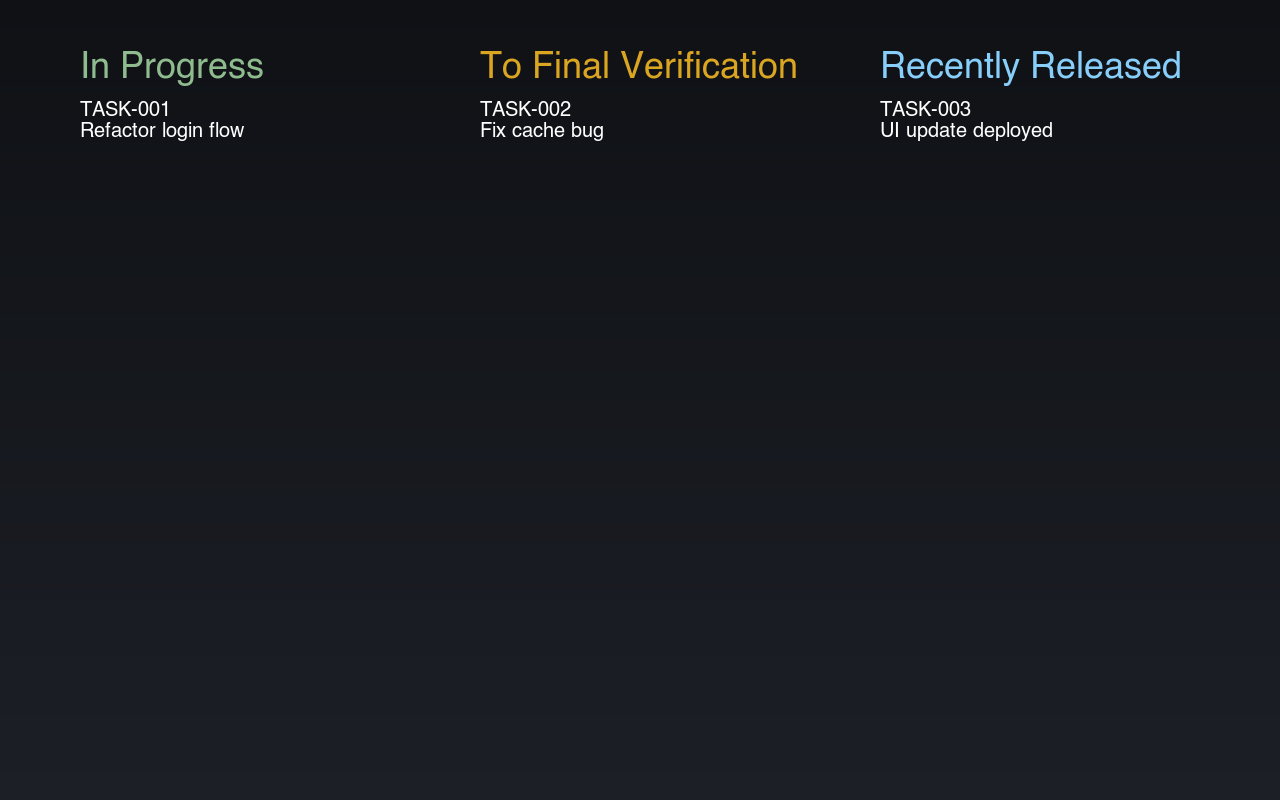 In Progress
TASK-001
Refactor login flow
To Final Verification
TASK-002
Fix cache bug
Recently Released
TASK-003
UI update deployed